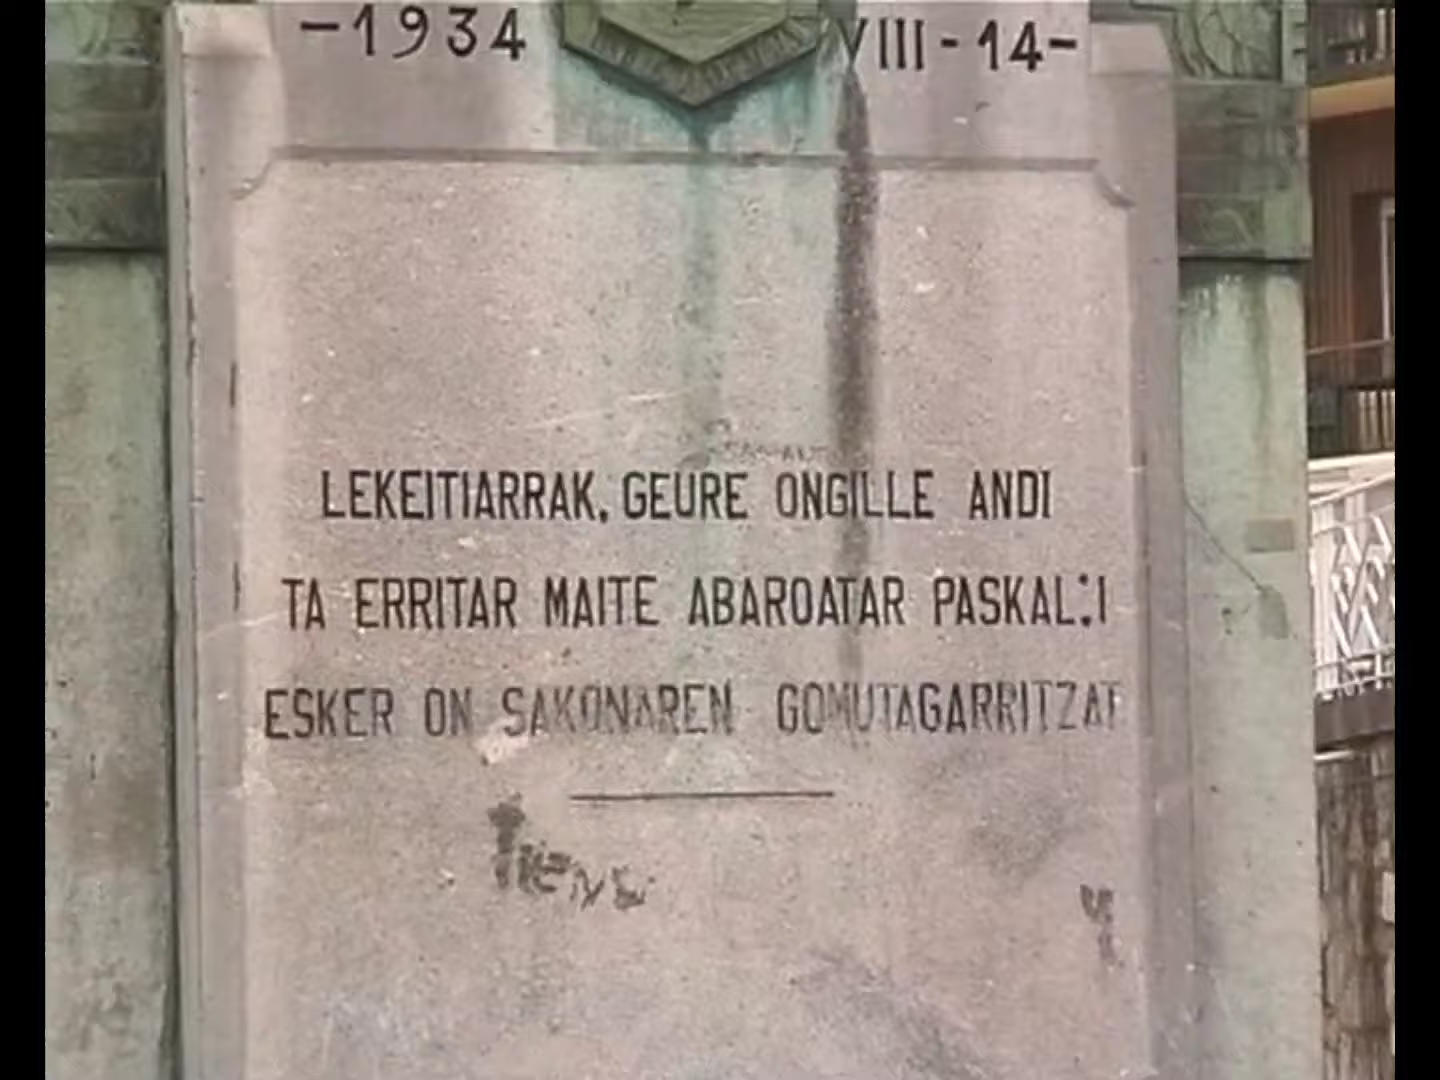 -1934 VIII-14-
LEKEITIARRAK, GEURE ONGILLE ANDI
TA ERRITAR MAITE ABAROATAR PASKAL:I
ESKER ON SAKONAREN GOMUTAGARRITZAT